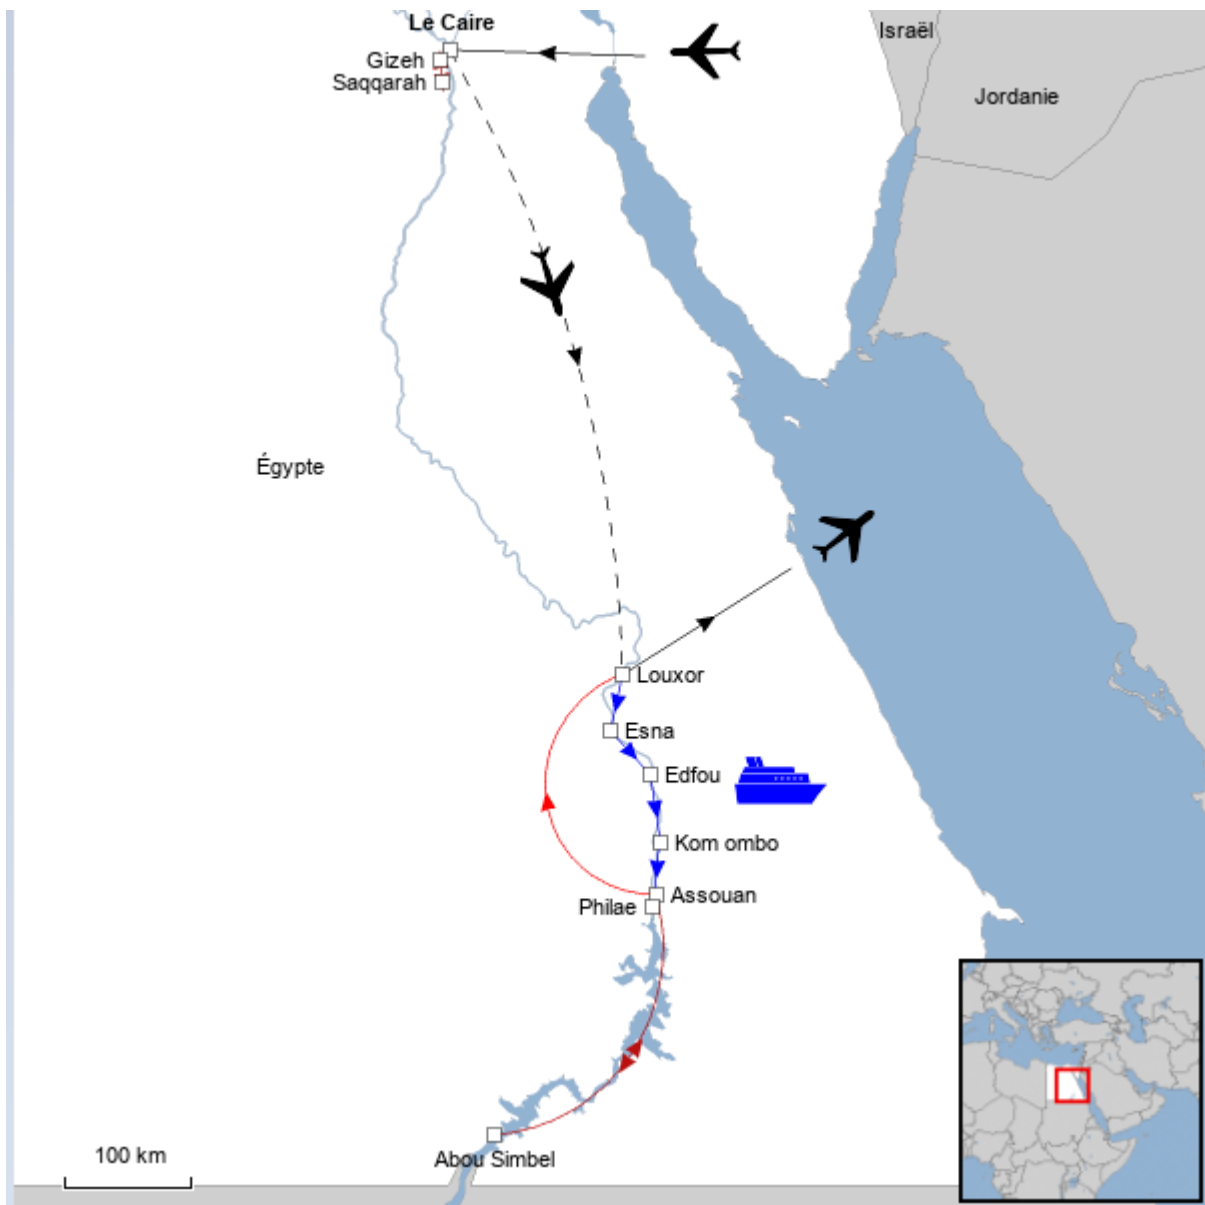 Le Caire
Israël
Gizeh
Saqqarah
Jordanie
Égypte
Louxor
Esna
Edfou
Kom ombo
Assouan
Philae
100 km
Abou Simbel